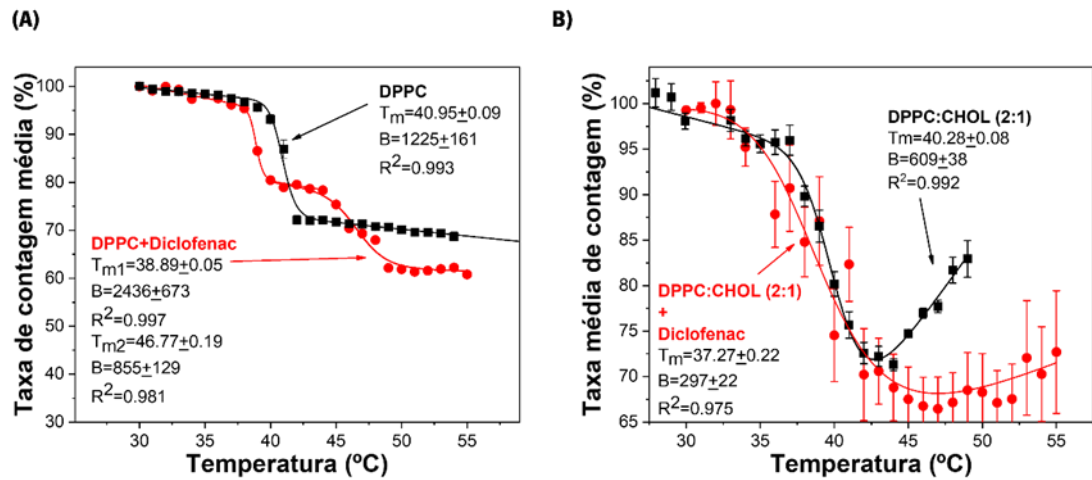 (A)
Taxa de contagem média (%)
100
90
80
70
60
50
40
30
DPPC
Tm=40.95±0.09
B=1225±161
R²=0.993
DPPC+Diclofenac
Tm1=38.89±0.05
B=2436±673
R²=0.997
Tm2=46.77±0.19
B=855±129
R²=0.981
30 35 40 45 50 55
Temperatura (ºC)
B)
Taxa média de contagem (%)
100
95
90
85
80
75
70
65
DPPC:CHOL (2:1)
Tm=40.28±0.08
B=609±38
R²=0.992
DPPC:CHOL (2:1)
+
Diclofenac
Tm=37.27±0.22
B=297±22
R²=0.975
30 35 40 45 50 55
Temperatura (ºC)